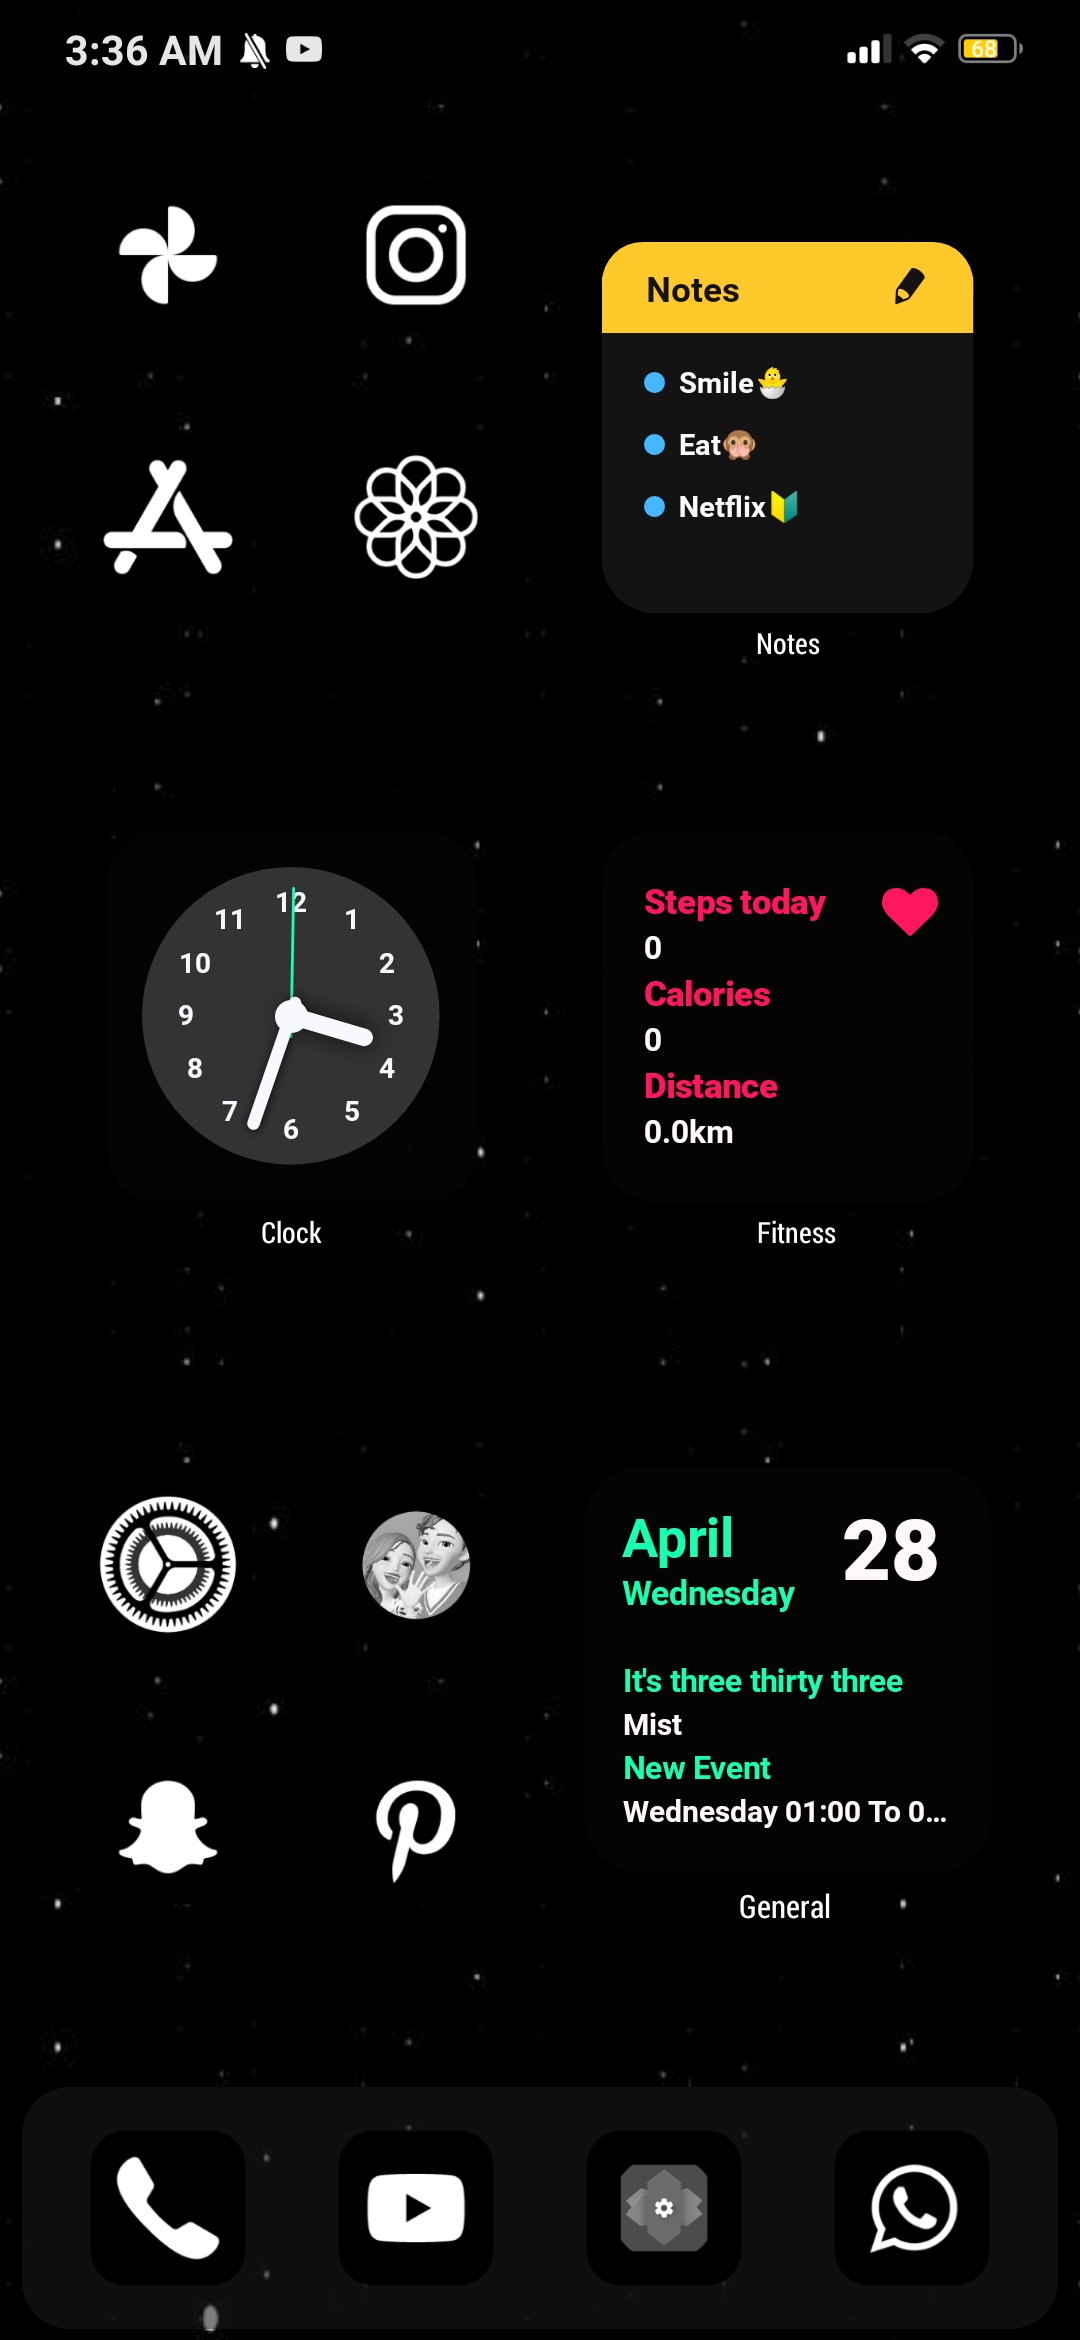 3:36 AM
68
Notes
Smile🐣
Eat🙊
Netflix🔰
Notes
12
1
2
3
4
5
6
7
8
9
10
11
Clock
Steps today
0
Calories
0
Distance
0.0km
Fitness
April
28
Wednesday
It's three thirty three
Mist
New Event
Wednesday 01:00 To 0...
General